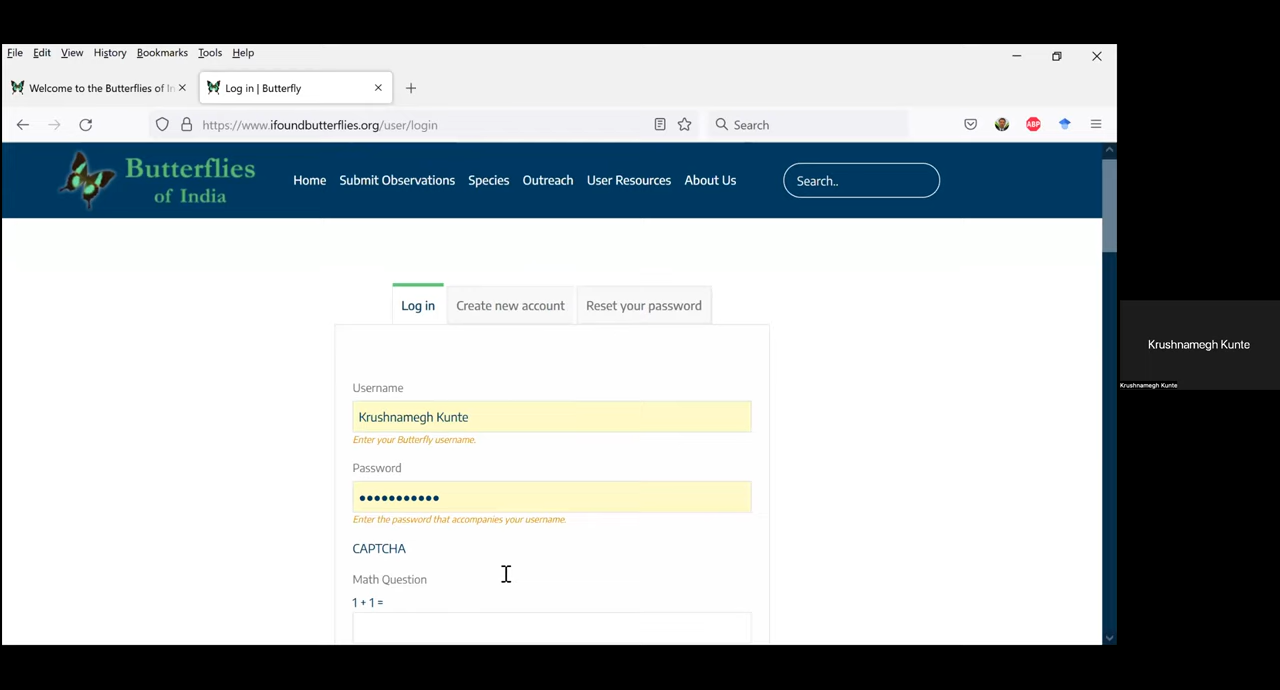 File Edit View History Bookmarks Tools Help
Welcome to the Butterflies of In
Log in | Butterfly
https://www.ifoundbutterflies.org/user/login
Search
ABP
Butterflies
of India
Home Submit Observations Species Outreach User Resources About Us
Search..
Log in Create new account Reset your password
Username
Krushnamegh Kunte
Enter your Butterfly username.
Password
Enter the password that accompanies your username.
CAPTCHA
Math Question
1 + 1 =
Krushnamegh Kunte
Krushnamegh Kunte